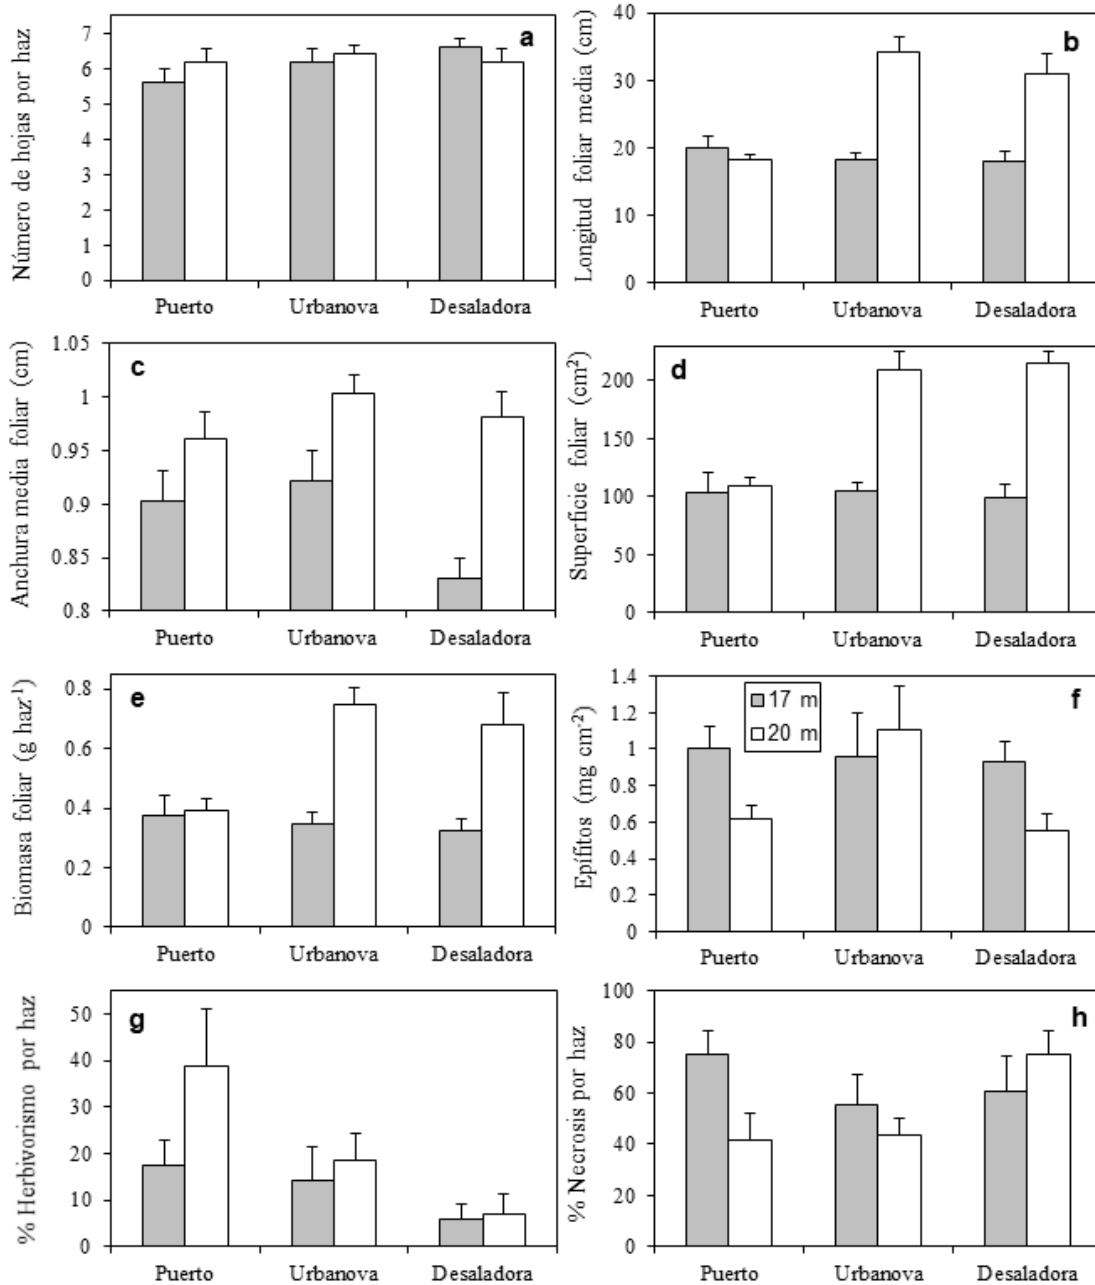 a
Número de hojas por haz
7
6
5
4
3
2
1
0
Puerto Urbanova Desaladora
b
Longitud foliar media (cm)
40
30
20
10
0
Puerto Urbanova Desaladora
c
Anchura media foliar (cm)
1.05
1
0.95
0.9
0.85
0.8
Puerto Urbanova Desaladora
d
Superficie foliar (cm²)
200
150
100
50
0
Puerto Urbanova Desaladora
e
Biomasa foliar (g haz⁻¹)
0.8
0.6
0.4
0.2
0
Puerto Urbanova Desaladora
f
Epífitos (mg cm⁻²)
1.4
1.2
1
0.8
0.6
0.4
0.2
0
17 m
20 m
Puerto Urbanova Desaladora
g
% Herbivorismo por haz
50
40
30
20
10
0
Puerto Urbanova Desaladora
h
% Necrosis por haz
100
80
60
40
20
0
Puerto Urbanova Desaladora